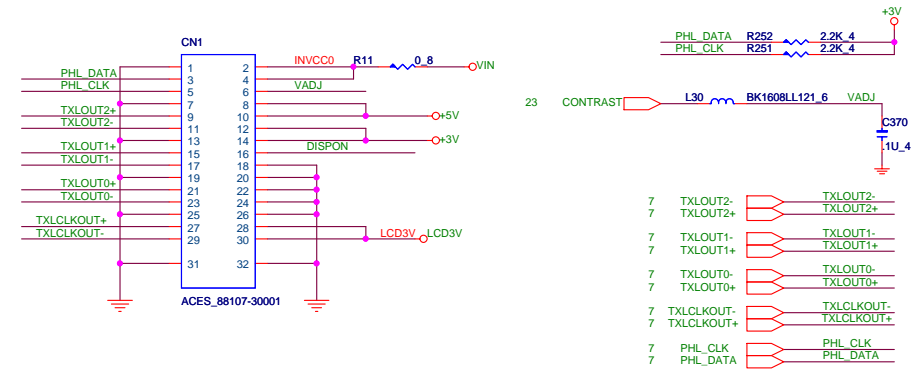 +3V
CN1
PHL_DATA R252 2.2K_4
PHL_CLK R251 2.2K_4
1 2 INVCC0 R11 0_8 VIN
PHL_DATA 3 4
PHL_CLK 5 6 VADJ
7 8
TXLOUT2+ 9 10 +5V
TXLOUT2- 11 12
13 14 +3V
TXLOUT1+ 15 16 DISPON
TXLOUT1- 17 18
19 20
TXLOUT0+ 21 22
TXLOUT0- 23 24
25 26
TXLCLKOUT+ 27 28
TXLCLKOUT- 29 30 LCD3V LCD3V
31 32
ACES_88107-30001
23 CONTRAST L30 BK1608LL121_6 VADJ
C370
.1U_4
7 TXLOUT2- TXLOUT2-
7 TXLOUT2+ TXLOUT2+
7 TXLOUT1- TXLOUT1-
7 TXLOUT1+ TXLOUT1+
7 TXLOUT0- TXLOUT0-
7 TXLOUT0+ TXLOUT0+
7 TXLCLKOUT- TXLCLKOUT-
7 TXLCLKOUT+ TXLCLKOUT+
7 PHL_CLK PHL_CLK
7 PHL_DATA PHL_DATA